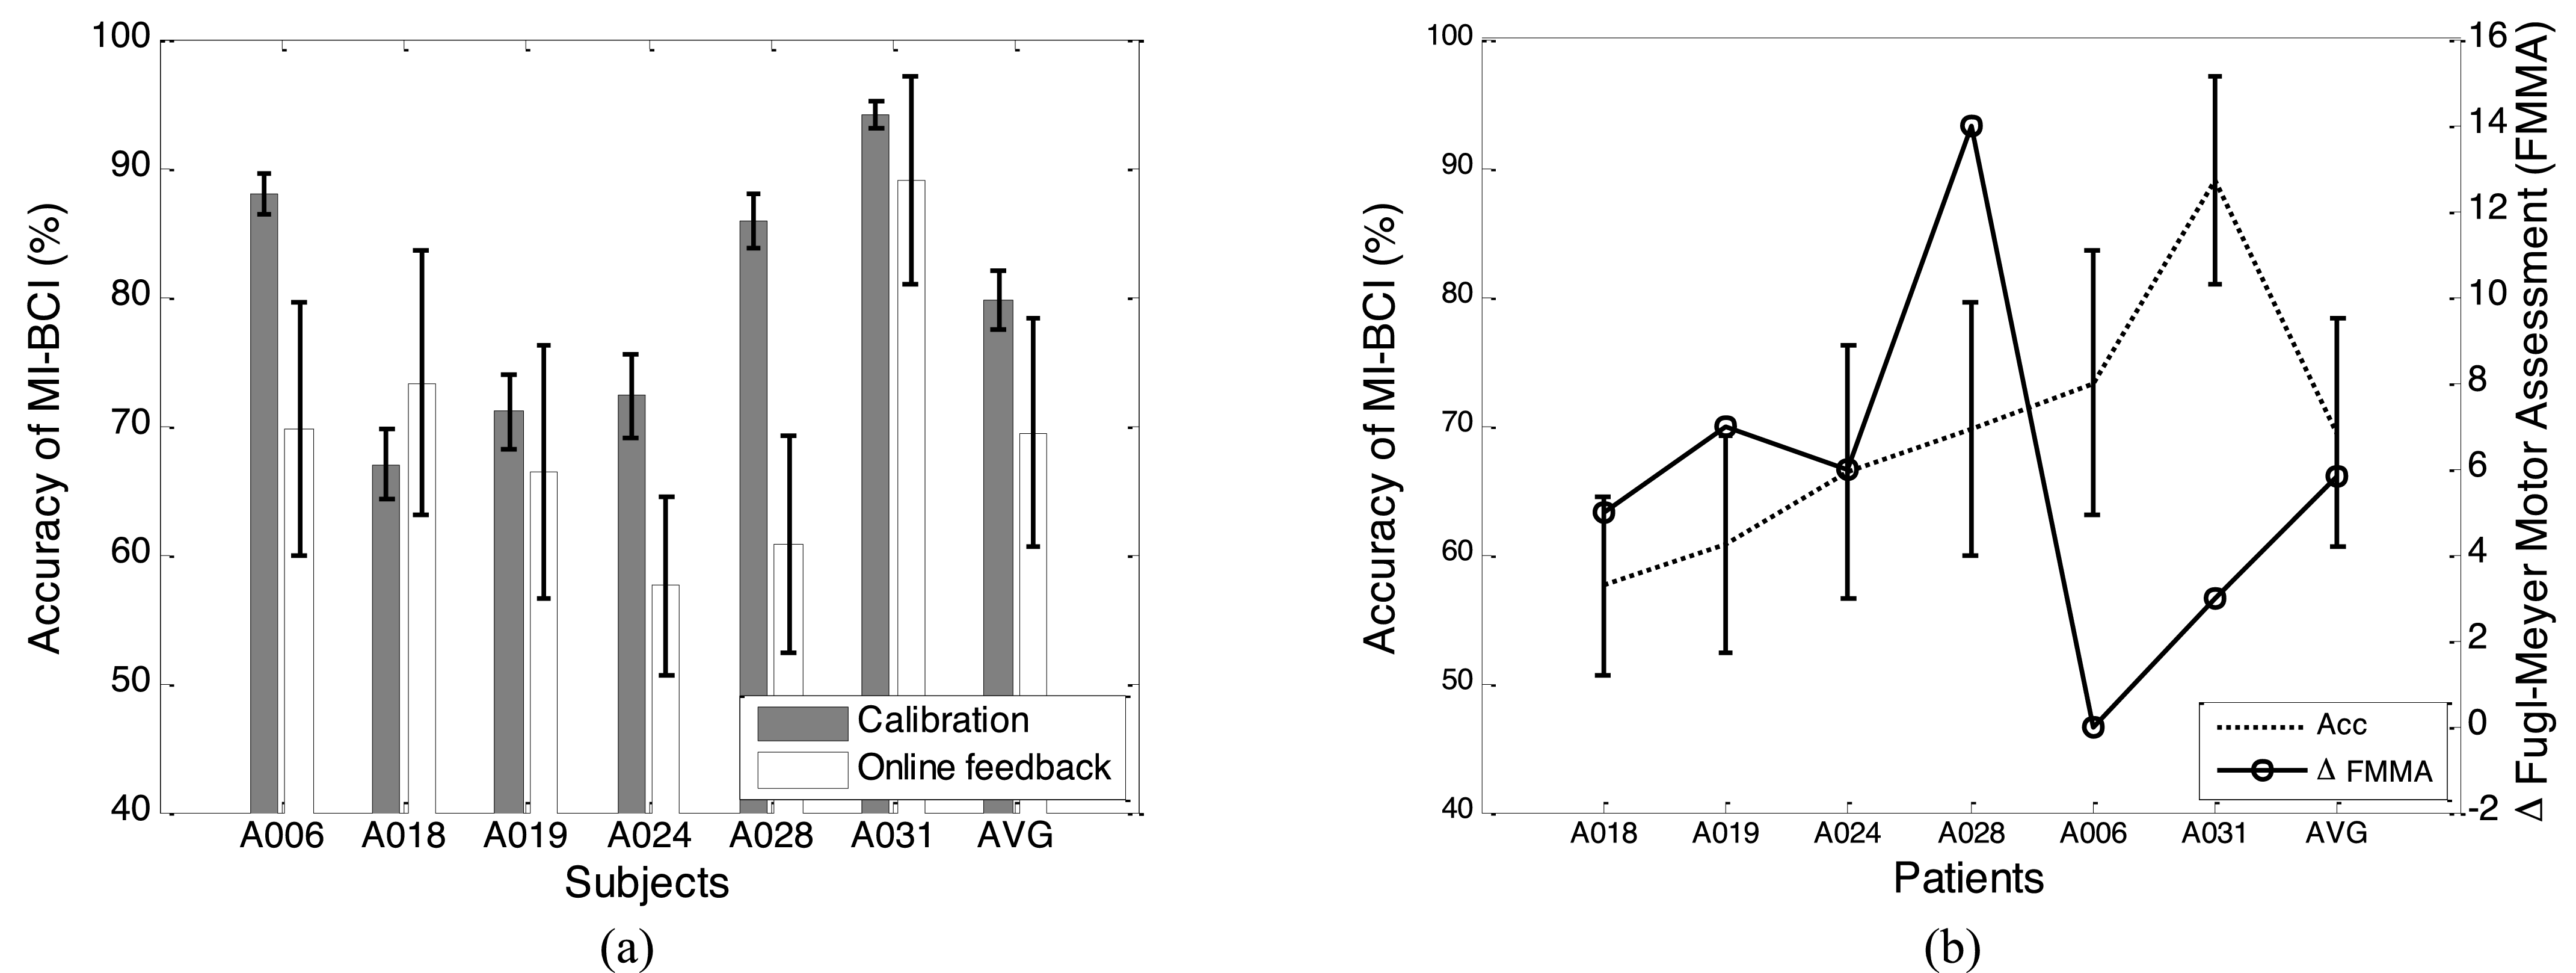 Accuracy of MI-BCI (%)
100
90
80
70
60
50
40
A006 A018 A019 A024 A028 A031 AVG
Subjects
Calibration
Online feedback
(a)
Accuracy of MI-BCI (%)
100
90
80
70
60
50
40
A018 A019 A024 A028 A006 A031 AVG
Patients
Acc
Δ FMMA
16
14
12
10
8
6
4
2
0
-2
Δ Fugl-Meyer Motor Assessment (FMMA)
(b)